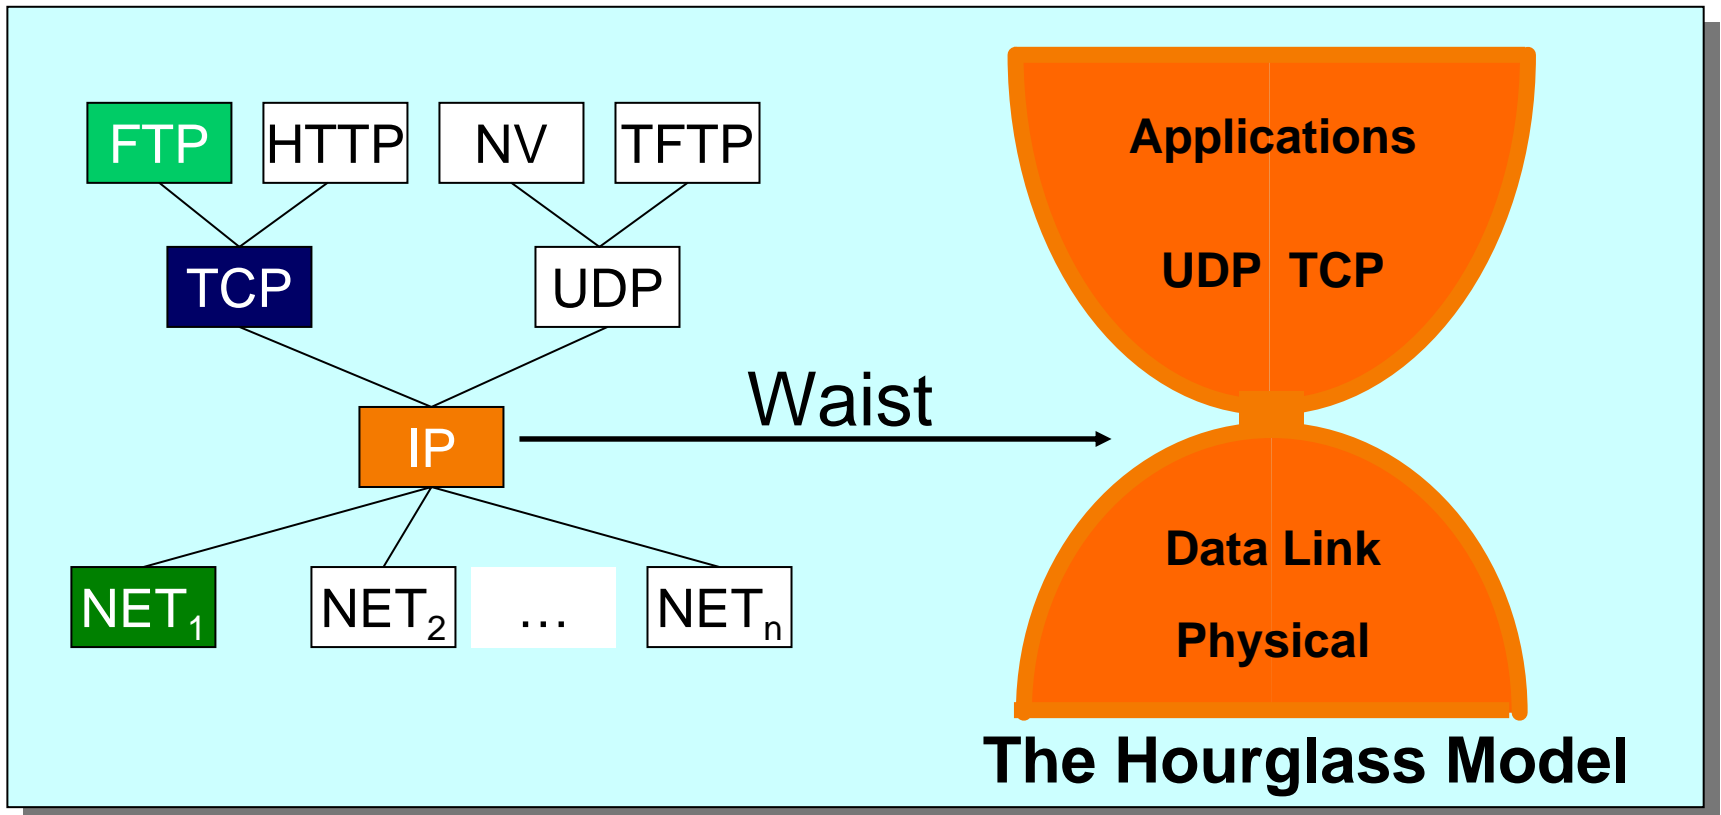 FTP HTTP NV TFTP
TCP UDP
IP
NET1 NET2 … NETn
Waist
Applications
UDP TCP
Data Link
Physical
The Hourglass Model